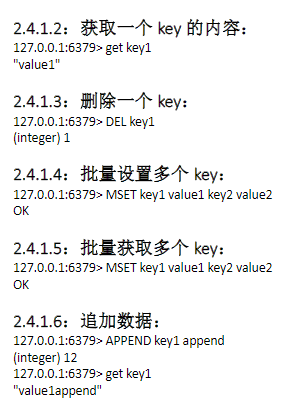 2.4.1.2：获取一个 key 的内容：
127.0.0.1:6379> get key1
"value1"
2.4.1.3：删除一个 key：
127.0.0.1:6379> DEL key1
(integer) 1
2.4.1.4：批量设置多个 key：
127.0.0.1:6379> MSET key1 value1 key2 value2
OK
2.4.1.5：批量获取多个 key：
127.0.0.1:6379> MSET key1 value1 key2 value2
OK
2.4.1.6：追加数据：
127.0.0.1:6379> APPEND key1 append
(integer) 12
127.0.0.1:6379> get key1
"value1append"